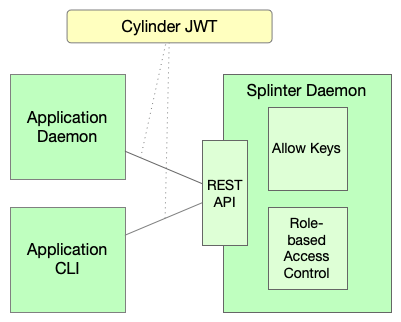 Cylinder JWT
Application
Daemon
Splinter Daemon
Allow Keys
REST
API
Application
CLI
Role-
based
Access
Control